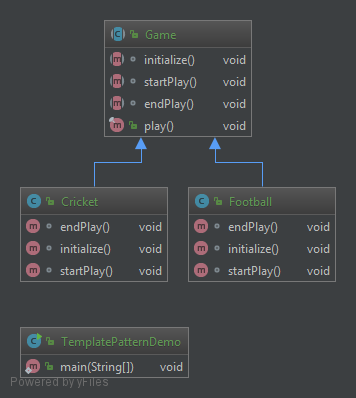 Game
initialize() void
startPlay() void
endPlay() void
play() void
Cricket
endPlay() void
initialize() void
startPlay() void
Football
endPlay() void
initialize() void
startPlay() void
TemplatePatternDemo
main(String[]) void
Powered by yFiles